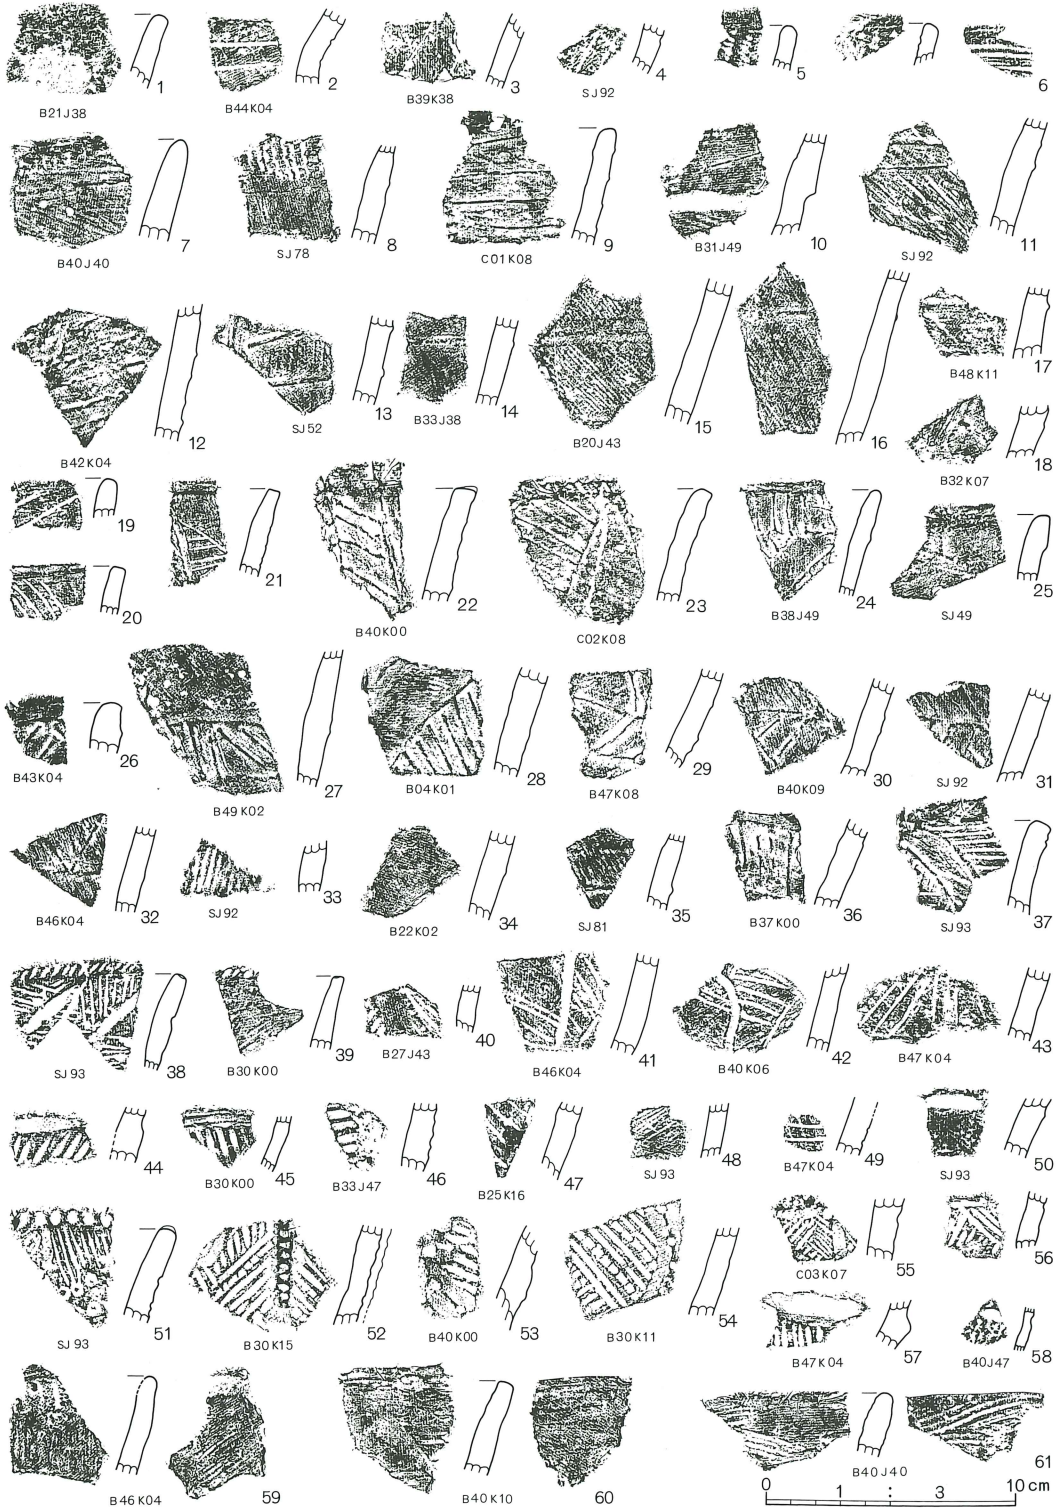 1
B21J38
2
B44K04
3
B39K38
4
SJ92
5
6
7
B40J40
8
SJ78
9
C01K08
10
B31J49
11
SJ92
12
B42K04
13
SJ52
14
B33J38
15
B20J43
16
17
B48K11
18
B32K07
19
20
21
22
B40K00
23
C02K08
24
B38J49
25
SJ49
26
B43K04
27
B49K02
28
B04K01
29
B47K08
30
B40K09
31
SJ92
32
B46K04
33
SJ92
34
B22K02
35
SJ81
36
B37K00
37
SJ93
38
SJ93
39
B30K00
40
B27J43
41
B46K04
42
B40K06
43
B47K04
44
45
B30K00
46
B33J47
47
B25K16
48
SJ93
49
B47K04
50
SJ93
51
SJ93
52
B30K15
53
B40K00
54
B30K11
55
C03K07
56
57
B47K04
58
B40J47
59
B46K04
60
B40K10
61
B40J40
0 1 : 3 10cm